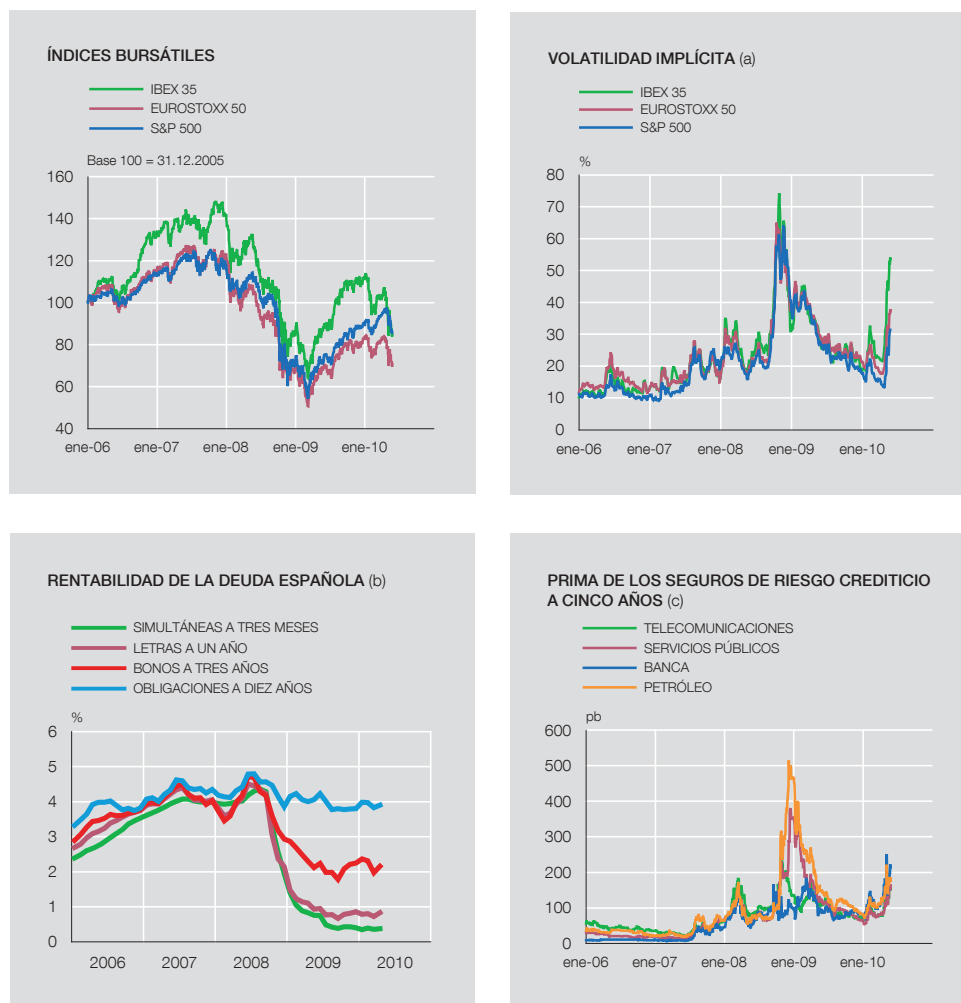 ÍNDICES BURSÁTILES
IBEX 35
EUROSTOXX 50
S&P 500
Base 100 = 31.12.2005
160
140
120
100
80
60
40
ene-06 ene-07 ene-08 ene-09 ene-10
VOLATILIDAD IMPLÍCITA (a)
IBEX 35
EUROSTOXX 50
S&P 500
%
80
70
60
50
40
30
20
10
0
ene-06 ene-07 ene-08 ene-09 ene-10
RENTABILIDAD DE LA DEUDA ESPAÑOLA (b)
SIMULTÁNEAS A TRES MESES
LETRAS A UN AÑO
BONOS A TRES AÑOS
OBLIGACIONES A DIEZ AÑOS
%
6
5
4
3
2
1
0
2006 2007 2008 2009 2010
PRIMA DE LOS SEGUROS DE RIESGO CREDITICIO
A CINCO AÑOS (c)
TELECOMUNICACIONES
SERVICIOS PÚBLICOS
BANCA
PETRÓLEO
pb
600
500
400
300
200
100
0
ene-06 ene-07 ene-08 ene-09 ene-10